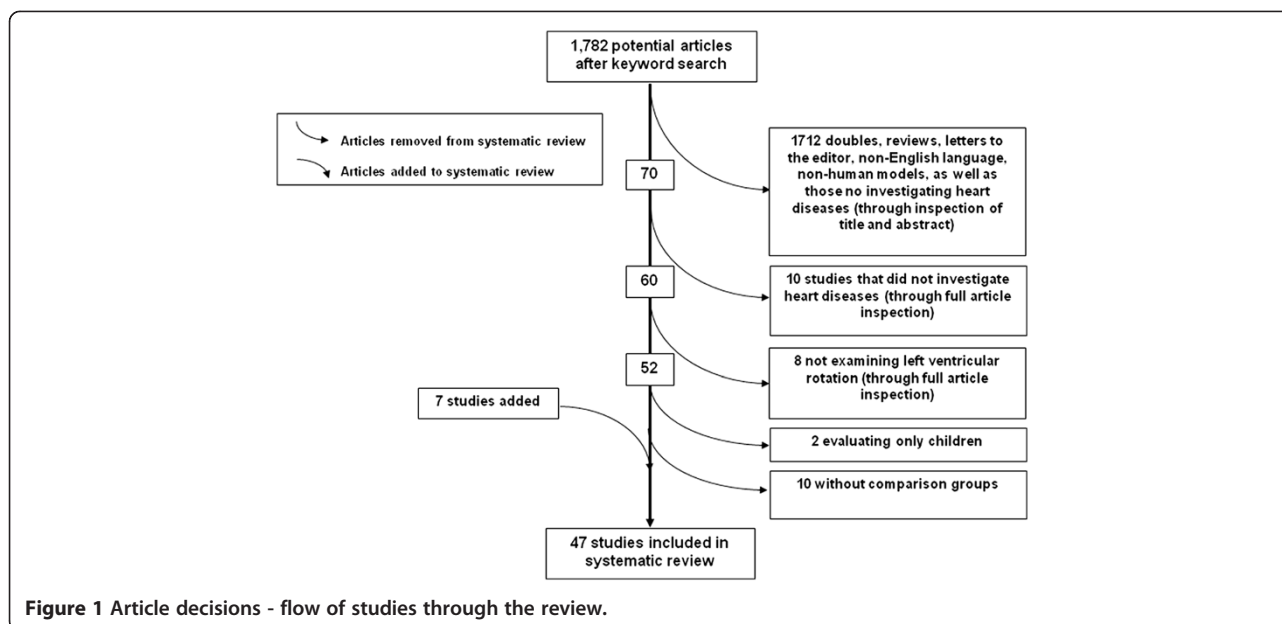 1,782 potential articles
after keyword search
Articles removed from systematic review
Articles added to systematic review
1712 doubles, reviews, letters to
the editor, non-English language,
non-human models, as well as
those no investigating heart
diseases (through inspection of
title and abstract)
70
10 studies that did not investigate
heart diseases (through full article
inspection)
60
8 not examining left ventricular
rotation (through full article
inspection)
52
7 studies added
2 evaluating only children
10 without comparison groups
47 studies included in
systematic review
Figure 1 Article decisions - flow of studies through the review.